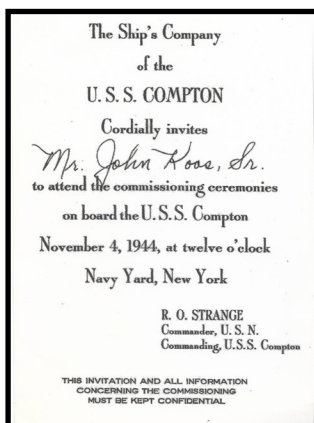 The Ship's Company
of the
U. S. S. COMPTON
Cordially invites
Mr. John Koos, Sr.
to attend the commissioning ceremonies
on board the U. S. S. Compton
November 4, 1944, at twelve o'clock
Navy Yard, New York
R. O. STRANGE
Commander, U. S. N.
Commanding, U.S.S. Compton
THIS INVITATION AND ALL INFORMATION
CONCERNING THE COMMISSIONING
MUST BE KEPT CONFIDENTIAL